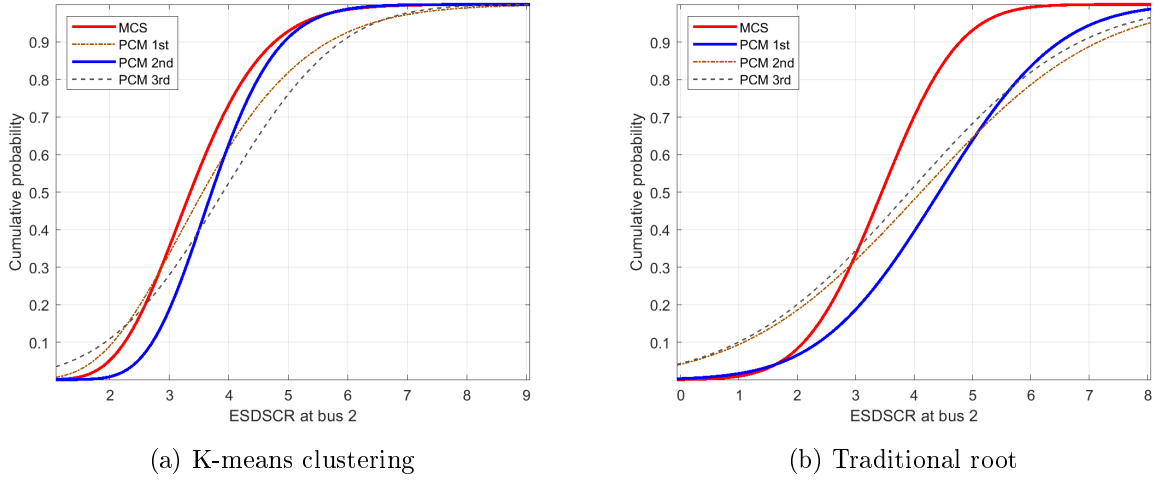 MCS
PCM 1st
PCM 2nd
PCM 3rd
0.9
0.8
0.7
0.6
0.5
0.4
0.3
0.2
0.1
Cumulative probability
2 3 4 5 6 7 8 9
ESDSCR at bus 2
(a) K-means clustering
MCS
PCM 1st
PCM 2nd
PCM 3rd
0.9
0.8
0.7
0.6
0.5
0.4
0.3
0.2
0.1
Cumulative probability
0 1 2 3 4 5 6 7 8
ESDSCR at bus 2
(b) Traditional root